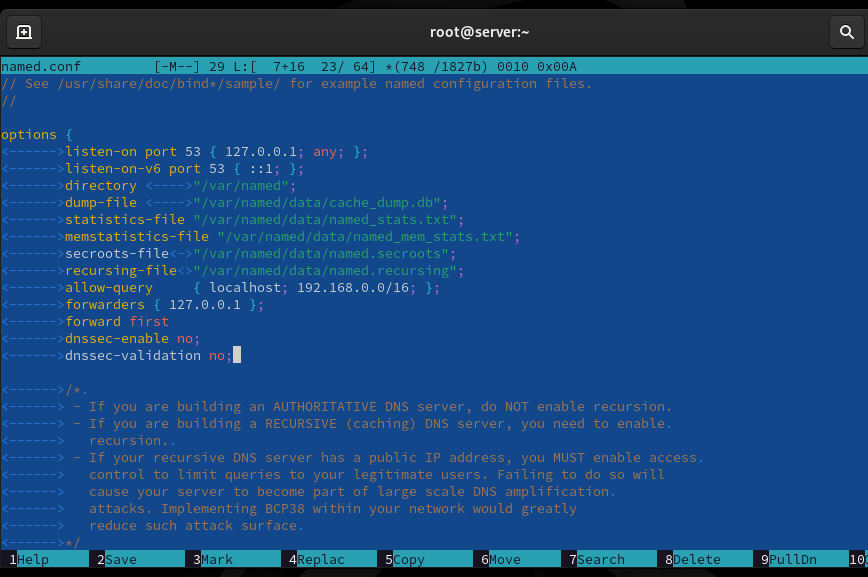 root@server:~
named.conf [-M--] 29 L:[ 7+16 23/ 64] *(748 /1827b) 0010 0x00A
// See /usr/share/doc/bind*/sample/ for example named configuration files.
//
options {
<------>listen-on port 53 { 127.0.0.1; any; };
<------>listen-on-v6 port 53 { ::1; };
<------>directory <---->"/var/named";
<------>dump-file <---->"/var/named/data/cache_dump.db";
<------>statistics-file "/var/named/data/named_stats.txt";
<------>memstatistics-file "/var/named/data/named_mem_stats.txt";
<------>secroots-file<->"/var/named/data/named.secroots";
<------>recursing-file<>"/var/named/data/named.recursing";
<------>allow-query     { localhost; 192.168.0.0/16; };
<------>forwarders { 127.0.0.1 };
<------>forward first
<------>dnssec-enable no;
<------>dnssec-validation no;
<------>/*.
<------> - If you are building an AUTHORITATIVE DNS server, do NOT enable recursion.
<------> - If you are building a RECURSIVE (caching) DNS server, you need to enable.
<------>   recursion..
<------> - If your recursive DNS server has a public IP address, you MUST enable access.
<------>   control to limit queries to your legitimate users. Failing to do so will
<------>   cause your server to become part of large scale DNS amplification.
<------>   attacks. Implementing BCP38 within your network would greatly
<------>   reduce such attack surface.
<------>*/
1Help 2Save 3Mark 4Replac 5Copy 6Move 7Search 8Delete 9PullDn 10